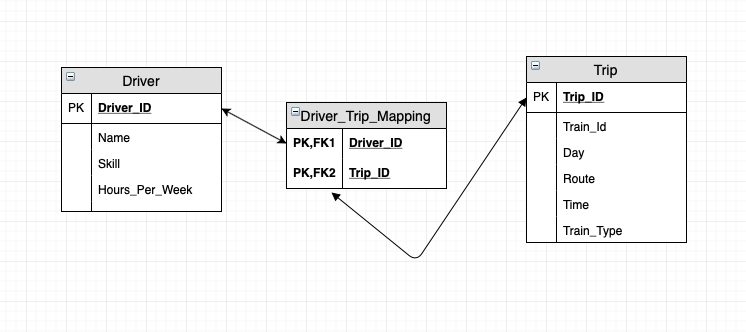 Driver
PK Driver_ID
Name
Skill
Hours_Per_Week
Driver_Trip_Mapping
PK,FK1 Driver_ID
PK,FK2 Trip_ID
Trip
PK Trip_ID
Train_Id
Day
Route
Time
Train_Type